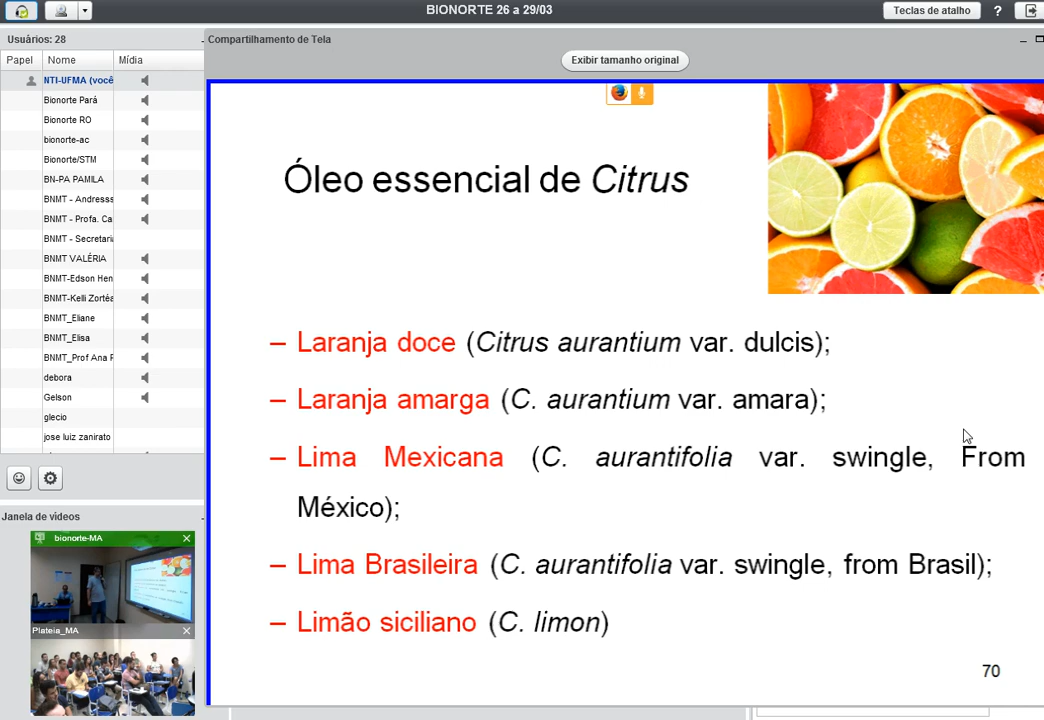 BIONORTE 26 a 29/03
Teclas de atalho
?
Usuários: 28
Compartilhamento de Tela
Papel Nome Mídia
Exibir tamanho original
NTI-UFMA (você
Bionorte Pará
Bionorte RO
bionorte-ac
Bionorte/STM
BN-PA PAMILA
BNMT - Andresss
BNMT - Profa. Ca
BNMT - Secretari
BNMT VALÉRIA
BNMT-Edson Hen
BNMT-Kelli Zortéa
BNMT_Eliane
BNMT_Elisa
BNMT_Prof Ana P
debora
Gelson
glecio
jose luiz zanirato
Janela de videos
bionorte-MA
Plateia_MA
Óleo essencial de Citrus
– Laranja doce (Citrus aurantium var. dulcis);
– Laranja amarga (C. aurantium var. amara);
– Lima Mexicana (C. aurantifolia var. swingle, From
México);
– Lima Brasileira (C. aurantifolia var. swingle, from Brasil);
– Limão siciliano (C. limon)
70